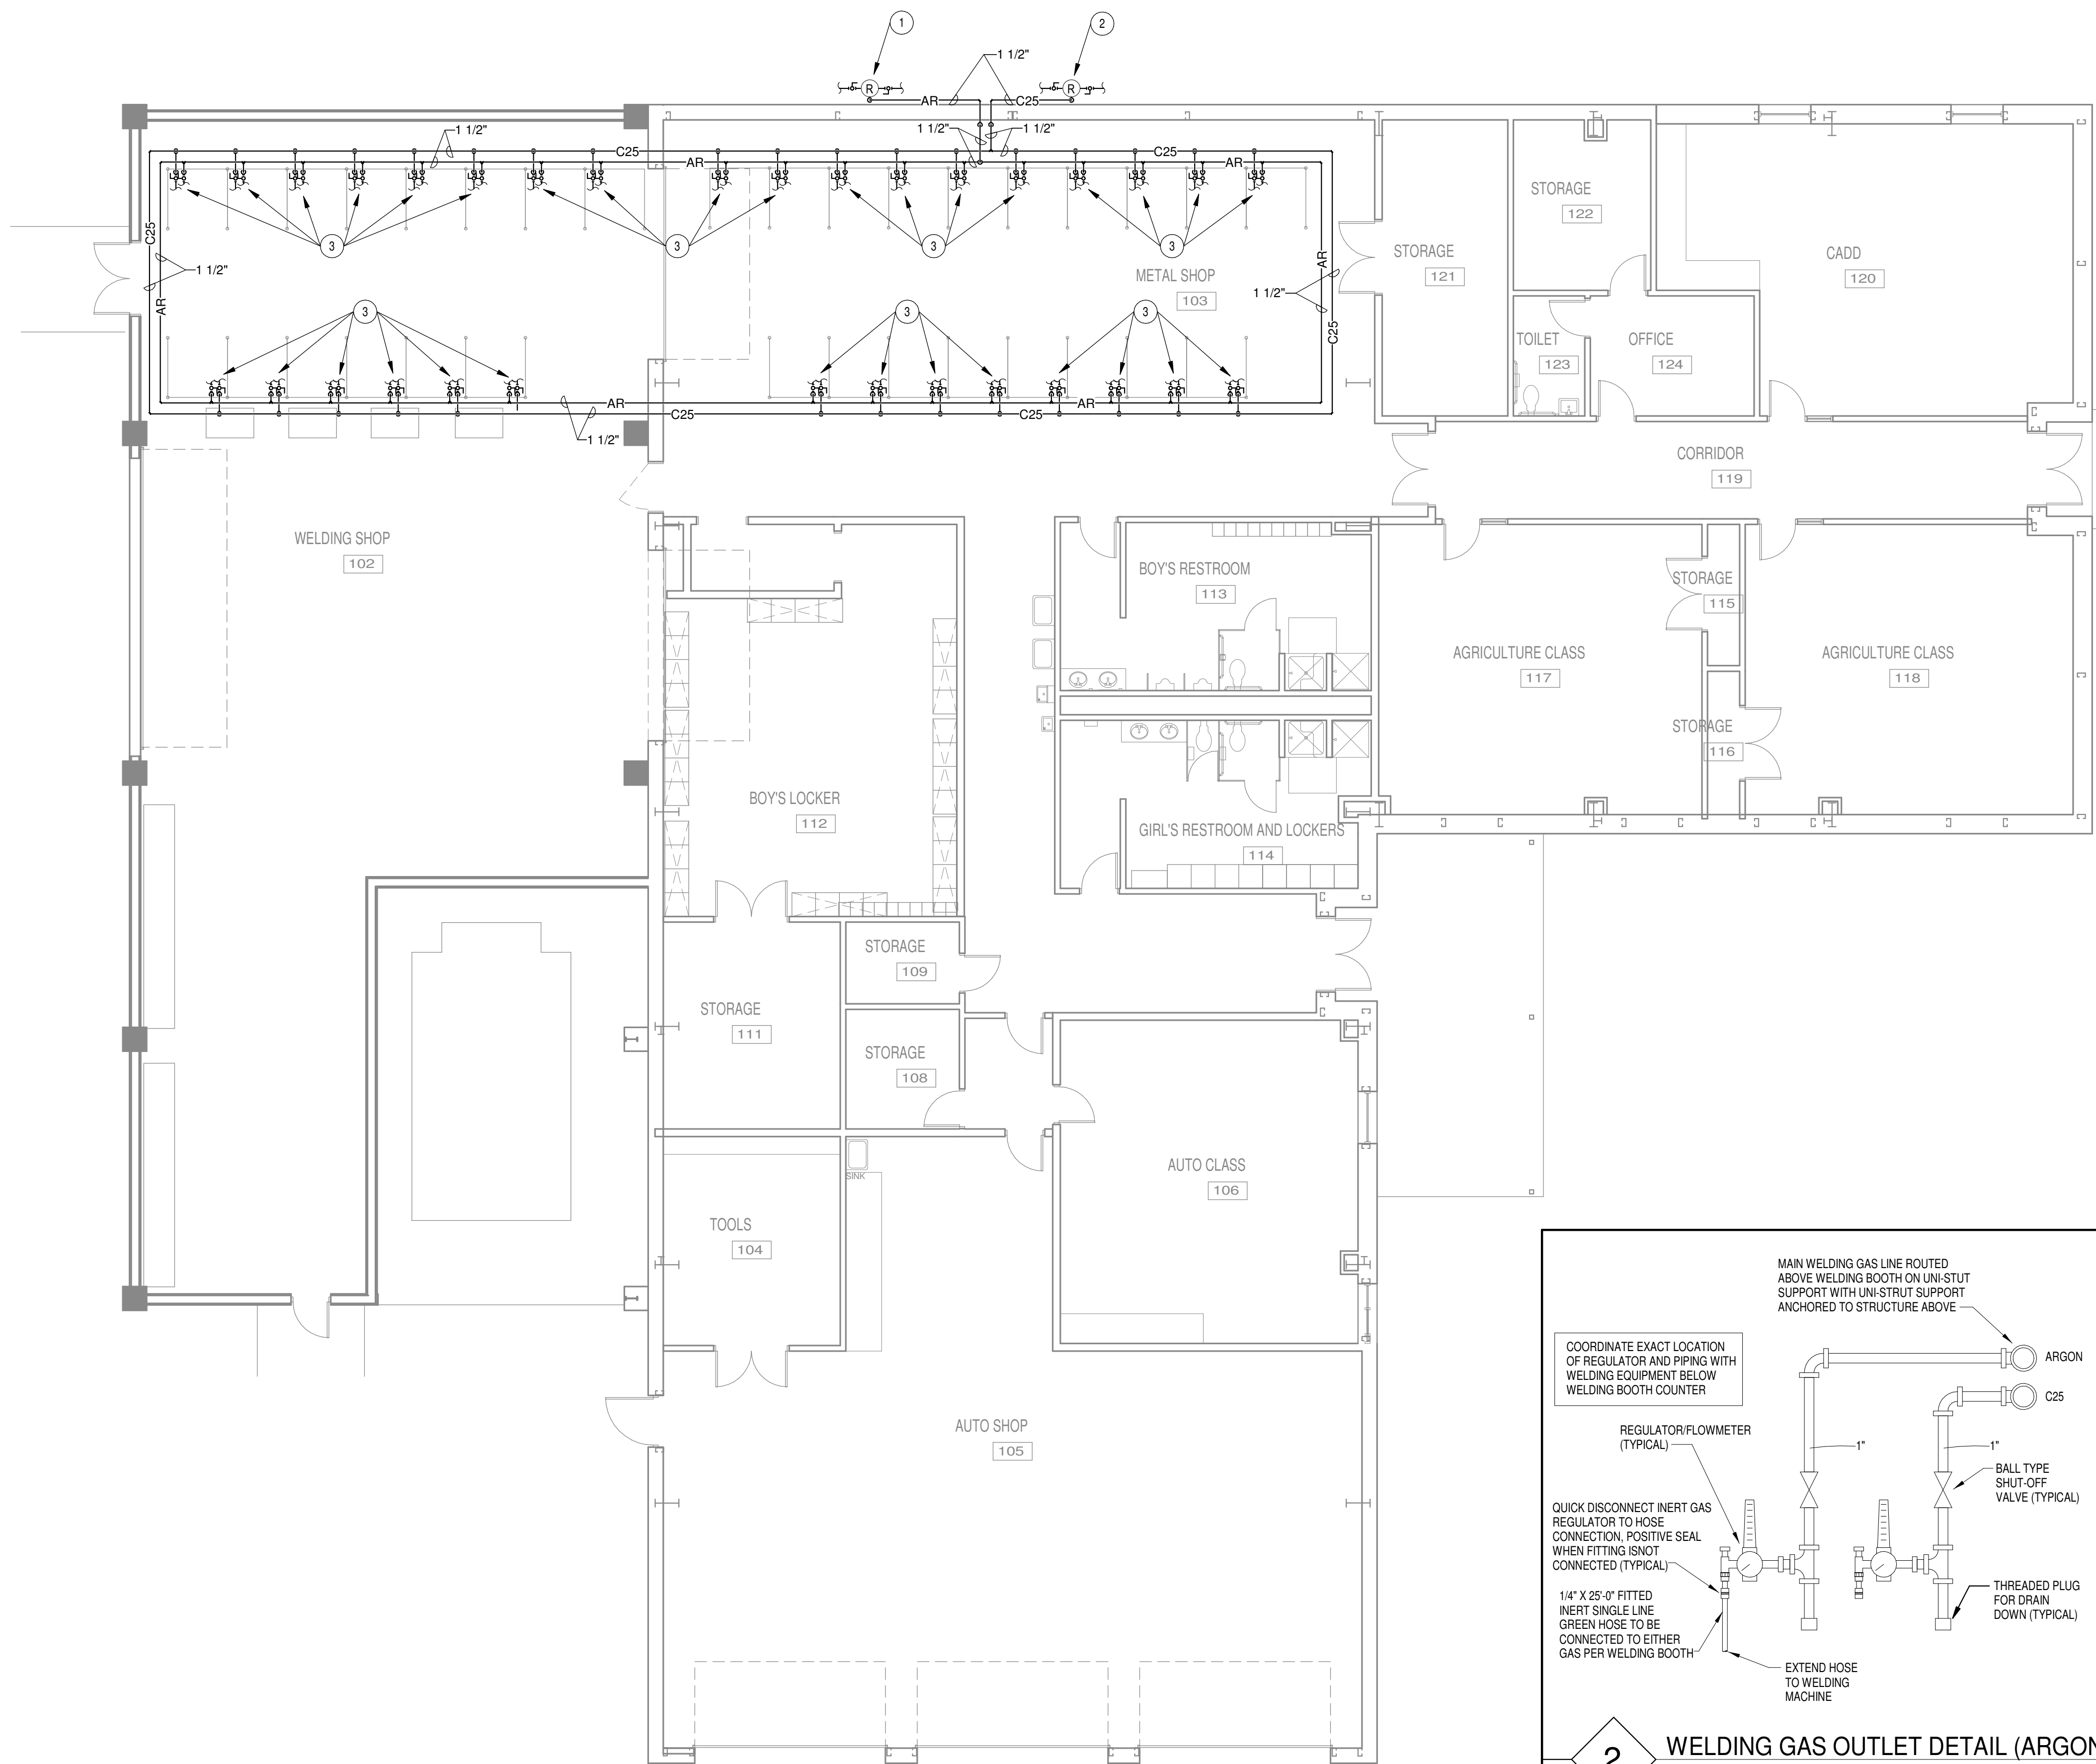 1
2
1 1/2"
R
R
AR
C25
1 1/2"
1 1/2"
1 1/2"
C25
C25
AR
AR
C25
1 1/2"
AR
3
3
3
3
METAL SHOP
103
AR
1 1/2"
C25
3
3
3
AR
C25
1 1/2"
AR
C25
STORAGE
121
STORAGE
122
CADD
120
TOILET
123
OFFICE
124
CORRIDOR
119
WELDING SHOP
102
BOY'S RESTROOM
113
STORAGE
115
AGRICULTURE CLASS
117
AGRICULTURE CLASS
118
STORAGE
116
BOY'S LOCKER
112
GIRL'S RESTROOM AND LOCKERS
114
STORAGE
109
STORAGE
111
STORAGE
108
SINK
AUTO CLASS
106
TOOLS
104
AUTO SHOP
105
MAIN WELDING GAS LINE ROUTED
ABOVE WELDING BOOTH ON UNI-STUT
SUPPORT WITH UNI-STRUT SUPPORT
ANCHORED TO STRUCTURE ABOVE
COORDINATE EXACT LOCATION
OF REGULATOR AND PIPING WITH
WELDING EQUIPMENT BELOW
WELDING BOOTH COUNTER
ARGON
C25
REGULATOR/FLOWMETER
(TYPICAL)
1"
1"
BALL TYPE
SHUT-OFF
VALVE (TYPICAL)
QUICK DISCONNECT INERT GAS
REGULATOR TO HOSE
CONNECTION, POSITIVE SEAL
WHEN FITTING ISNOT
CONNECTED (TYPICAL)
1/4" X 25'-0" FITTED
INERT SINGLE LINE
GREEN HOSE TO BE
CONNECTED TO EITHER
GAS PER WELDING BOOTH
THREADED PLUG
FOR DRAIN
DOWN (TYPICAL)
EXTEND HOSE
TO WELDING
MACHINE
2
WELDING GAS OUTLET DETAIL (ARGON